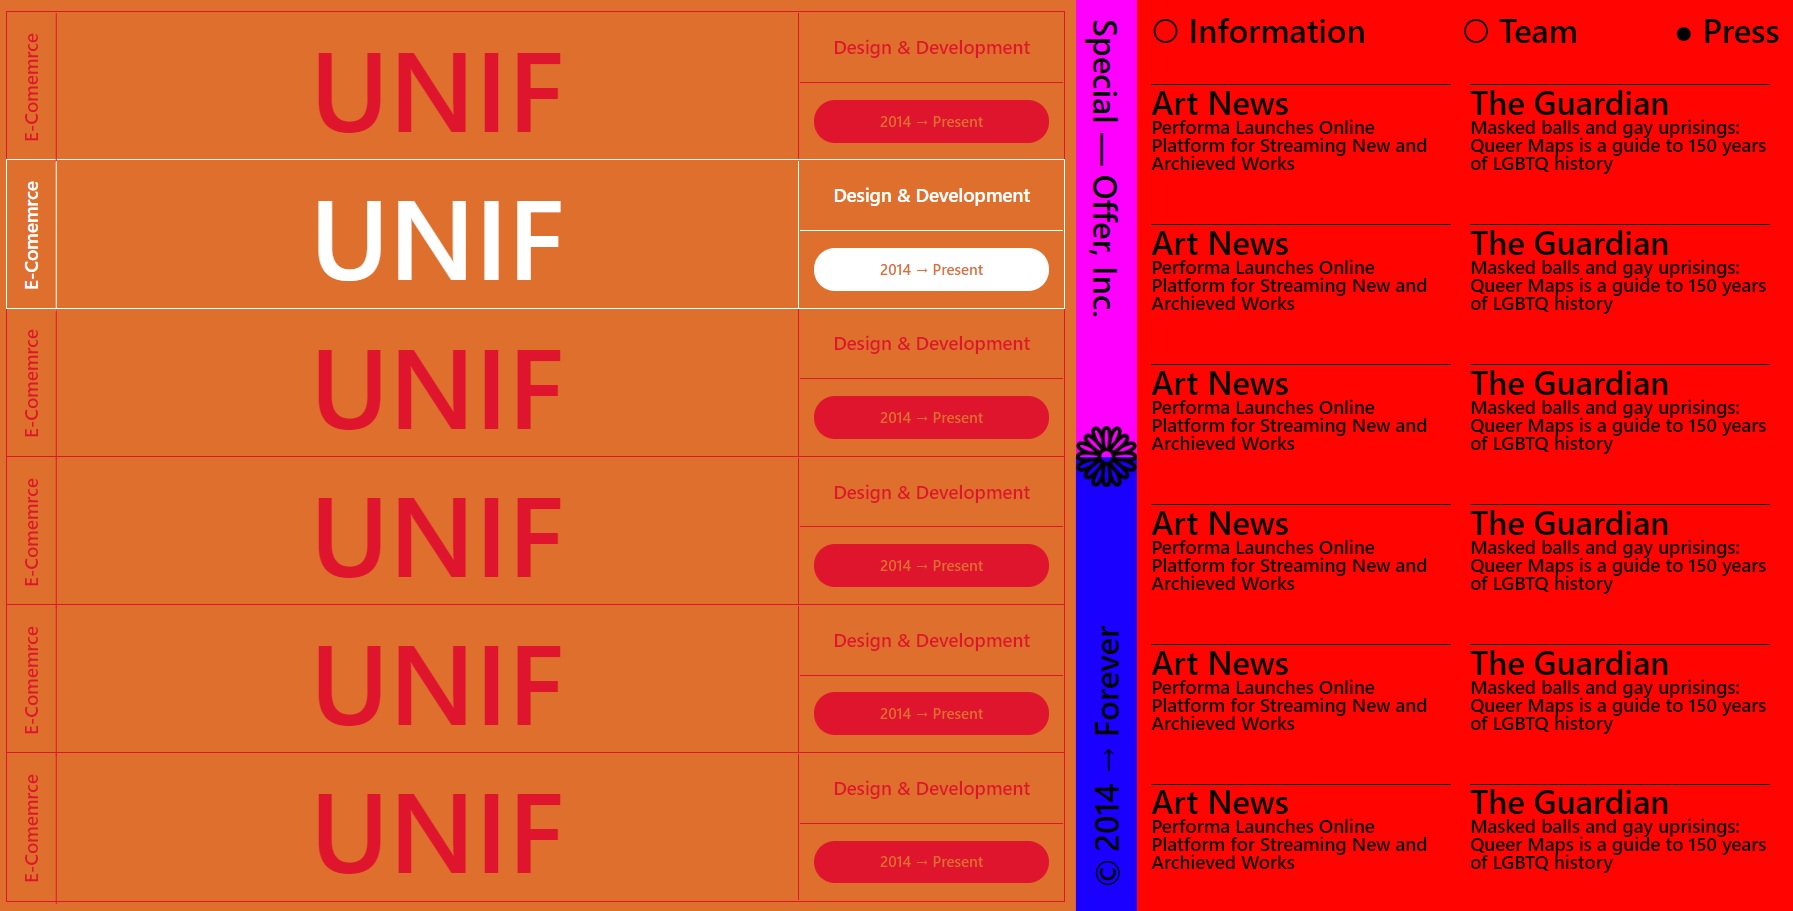 E-Comemrce
UNIF
Design & Development
2014 → Present
E-Comemrce
UNIF
Design & Development
2014 → Present
E-Comemrce
UNIF
Design & Development
2014 → Present
E-Comemrce
UNIF
Design & Development
2014 → Present
E-Comemrce
UNIF
Design & Development
2014 → Present
E-Comemrce
UNIF
Design & Development
2014 → Present
Special — Offer, Inc.
© 2014 → Forever
○ Information
○ Team
● Press
Art News
Performa Launches Online
Platform for Streaming New and
Archieved Works
The Guardian
Masked balls and gay uprisings:
Queer Maps is a guide to 150 years
of LGBTQ history
Art News
Performa Launches Online
Platform for Streaming New and
Archieved Works
The Guardian
Masked balls and gay uprisings:
Queer Maps is a guide to 150 years
of LGBTQ history
Art News
Performa Launches Online
Platform for Streaming New and
Archieved Works
The Guardian
Masked balls and gay uprisings:
Queer Maps is a guide to 150 years
of LGBTQ history
Art News
Performa Launches Online
Platform for Streaming New and
Archieved Works
The Guardian
Masked balls and gay uprisings:
Queer Maps is a guide to 150 years
of LGBTQ history
Art News
Performa Launches Online
Platform for Streaming New and
Archieved Works
The Guardian
Masked balls and gay uprisings:
Queer Maps is a guide to 150 years
of LGBTQ history
Art News
Performa Launches Online
Platform for Streaming New and
Archieved Works
The Guardian
Masked balls and gay uprisings:
Queer Maps is a guide to 150 years
of LGBTQ history